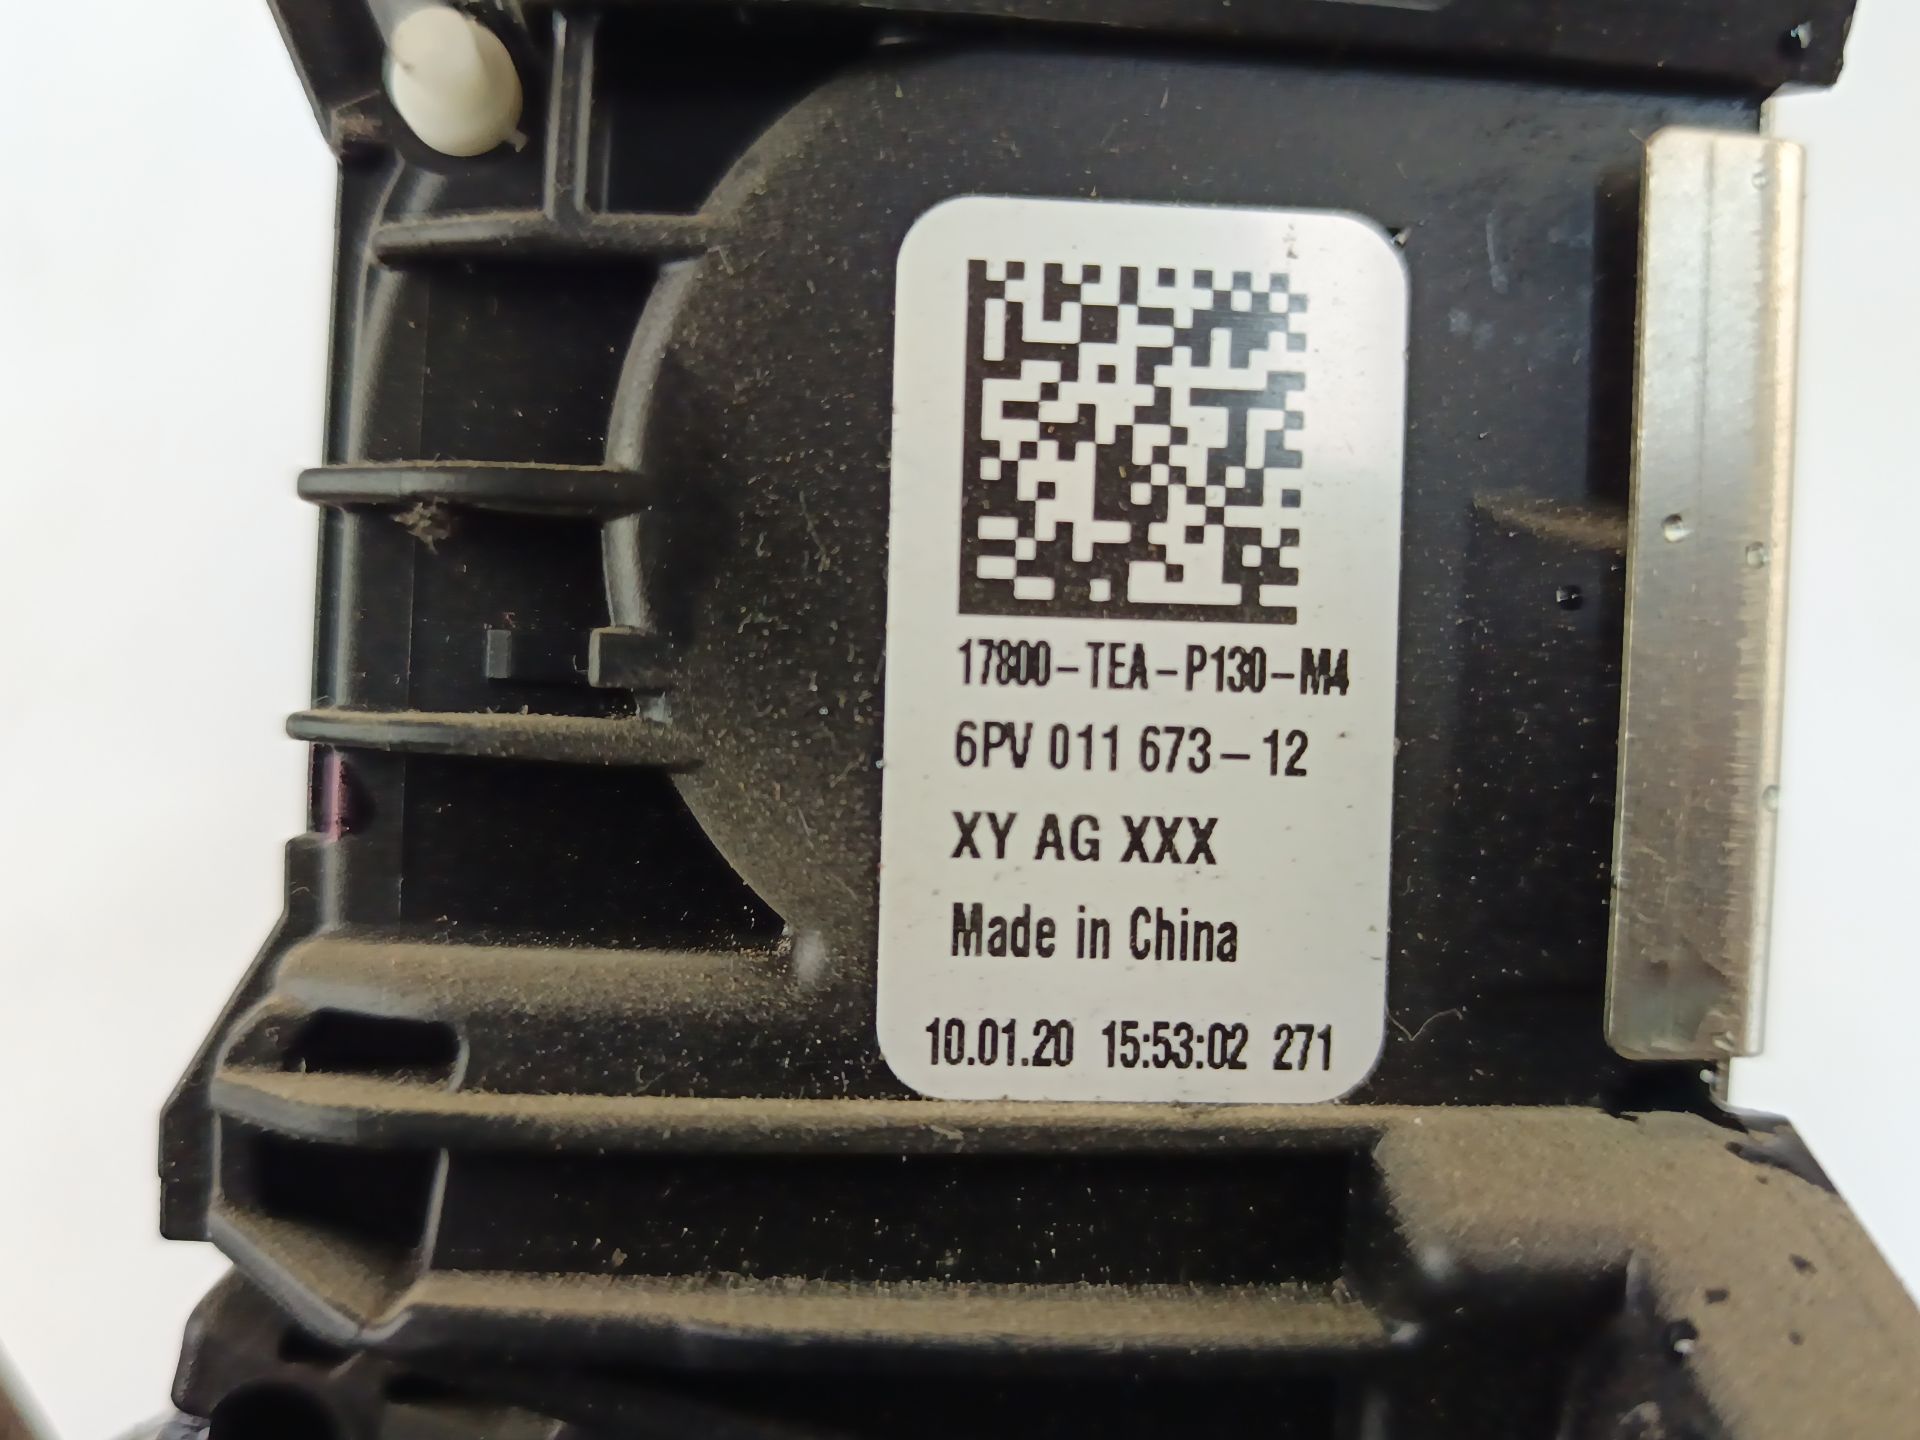 17800-TEA-P130-M4
6PV 011 673-12
XY AG XXX
Made in China
10.01.20 15:53:02 271